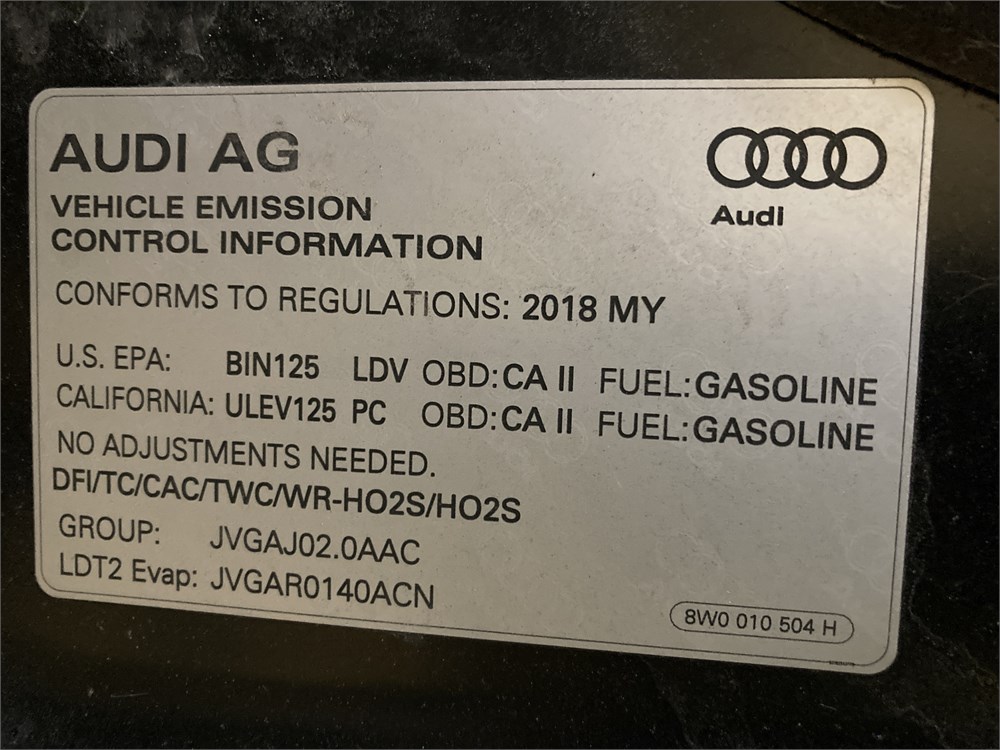 AUDI AG
Audi
VEHICLE EMISSION
CONTROL INFORMATION
CONFORMS TO REGULATIONS: 2018 MY
U.S. EPA: BIN125 LDV OBD:CA II FUEL:GASOLINE
CALIFORNIA: ULEV125 PC OBD:CA II FUEL:GASOLINE
NO ADJUSTMENTS NEEDED.
DFI/TC/CAC/TWC/WR-HO2S/HO2S
GROUP: JVGAJ02.0AAC
LDT2 Evap: JVGAR0140ACN
8W0 010 504 H